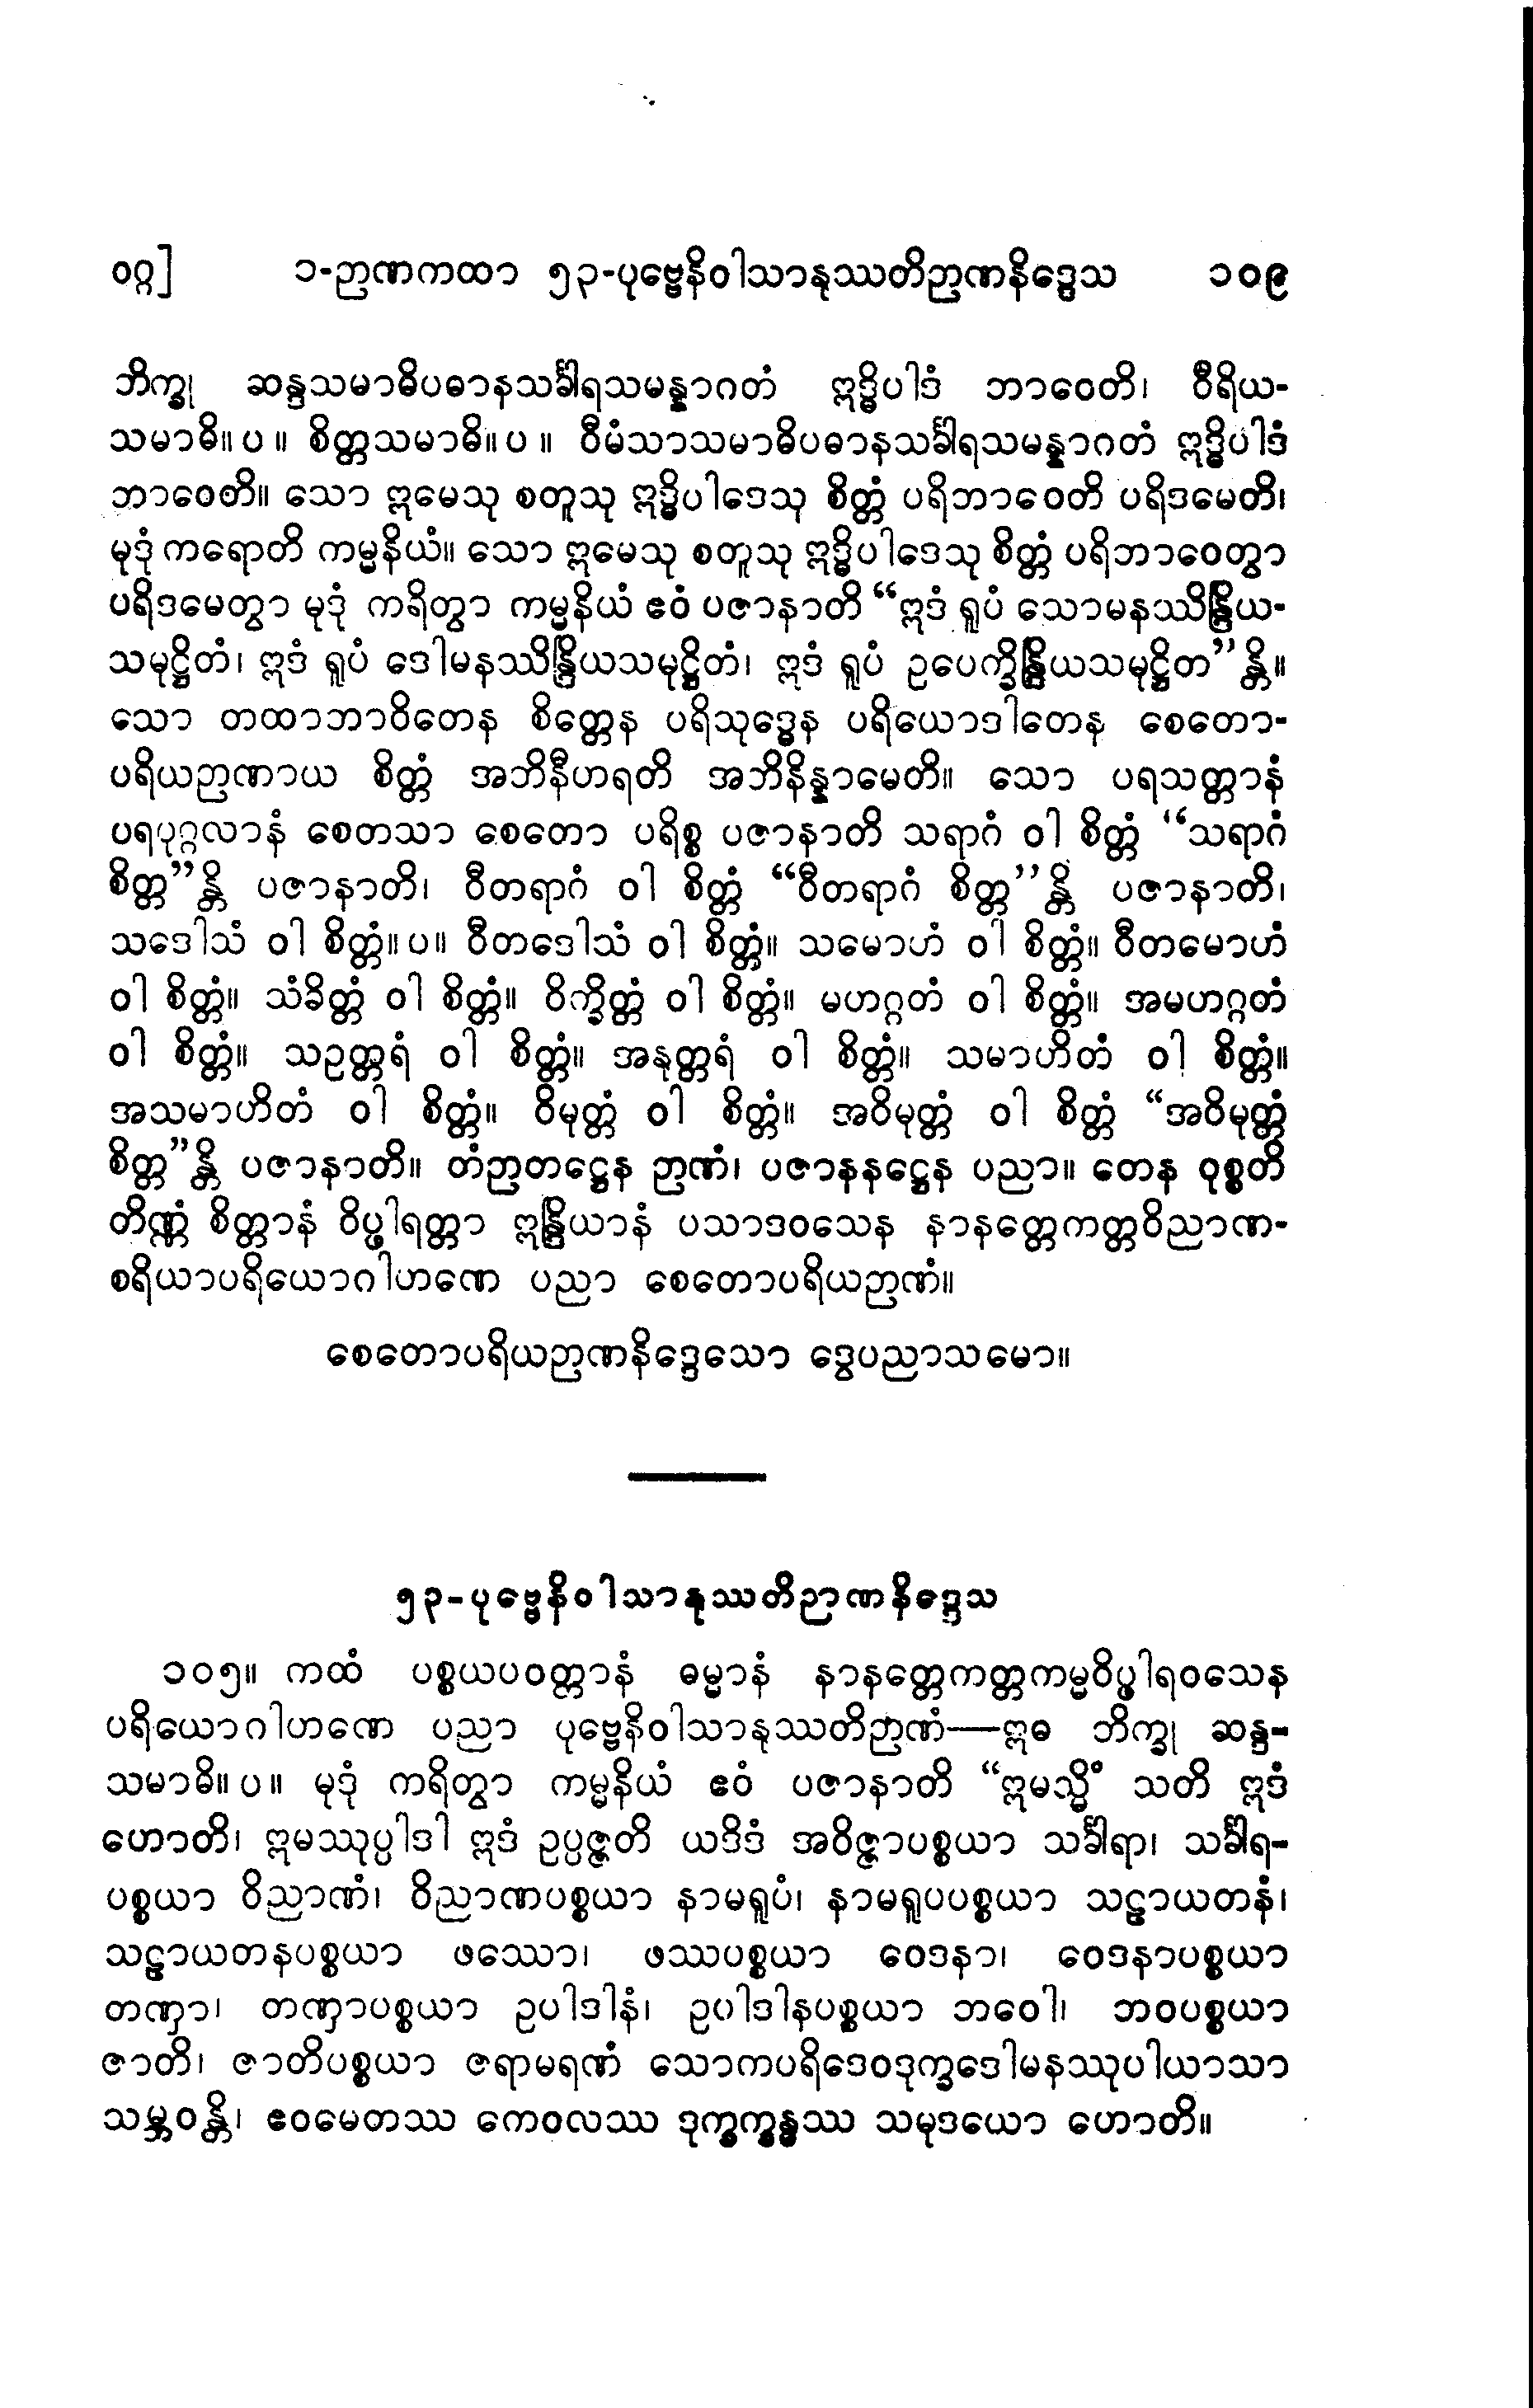 ဝဂ္ဂ] ၁-ဉာဏကထာ ၅၃-ပုဗ္ဗေနိဝါသာနုဿတိဉာဏနိဒ္ဒေသ ၁၀၉
ဘိက္ခု ဆန္ဒသမာဓိပဓာနသင်္ခါရသမန္နာဂတံ ဣဒ္ဓိပါဒံ ဘာဝေတိ၊ ဝီရိယ-
သမာဓိ။ ပ ။ စိတ္တသမာဓိ။ ပ ။ ဝီမံသာသမာဓိပဓာနသင်္ခါရသမန္နာဂတံ ဣဒ္ဓိပါဒံ
ဘာဝေတိ။ သော ဣမေသု စတူသု ဣဒ္ဓိပါဒေသု စိတ္တံ ပရိဘာဝေတိ ပရိဒမေတိ၊
မုဒုံ ကရောတိ ကမ္မနိယံ။ သော ဣမေသု စတူသု ဣဒ္ဓိပါဒေသု စိတ္တံ ပရိဘာဝေတွာ
ပရိဒမေတွာ မုဒုံ ကရိတွာ ကမ္မနိယံ ဧဝံ ပဇာနာတိ “ဣဒံ ရူပံ သောမနဿိန္ဒြိယ-
သမုဋ္ဌိတံ၊ ဣဒံ ရူပံ ဒေါမနဿိန္ဒြိယသမုဋ္ဌိတံ၊ ဣဒံ ရူပံ ဥပေက္ခိန္ဒြိယသမုဋ္ဌိတ”န္တိ။
သော တထာဘာဝိတေန စိတ္တေန ပရိသုဒ္ဓေန ပရိယောဒါတေန စေတော-
ပရိယဉာဏာယ စိတ္တံ အဘိနီဟရတိ အဘိနိန္နာမေတိ။ သော ပရသတ္တာနံ
ပရပုဂ္ဂလာနံ စေတသာ စေတော ပရိစ္စ ပဇာနာတိ သရာဂံ ဝါ စိတ္တံ “သရာဂံ
စိတ္တ”န္တိ ပဇာနာတိ၊ ဝီတရာဂံ ဝါ စိတ္တံ “ဝီတရာဂံ စိတ္တ”န္တိ ပဇာနာတိ၊
သဒေါသံ ဝါ စိတ္တံ။ ပ။ ဝီတဒေါသံ ဝါ စိတ္တံ။ သမောဟံ ဝါ စိတ္တံ။ ဝီတမောဟံ
ဝါ စိတ္တံ။ သံခိတ္တံ ဝါ စိတ္တံ။ ဝိက္ခိတ္တံ ဝါ စိတ္တံ။ မဟဂ္ဂတံ ဝါ စိတ္တံ။ အမဟဂ္ဂတံ
ဝါ စိတ္တံ။ သဥတ္တရံ ဝါ စိတ္တံ။ အနုတ္တရံ ဝါ စိတ္တံ။ သမာဟိတံ ဝါ စိတ္တံ။
အသမာဟိတံ ဝါ စိတ္တံ။ ဝိမုတ္တံ ဝါ စိတ္တံ။ အဝိမုတ္တံ ဝါ စိတ္တံ “အဝိမုတ္တံ
စိတ္တ”န္တိ ပဇာနာတိ။ တံဉာတဋ္ဌေန ဉာဏံ၊ ပဇာနနဋ္ဌေန ပညာ။ တေန ဝုစ္စတိ
တိဏ္ဏံ စိတ္တာနံ ဝိပ္ဖါရတ္တာ ဣန္ဒြိယာနံ ပသာဒဝသေန နာနတ္တေကတ္တဝိညာဏ-
စရိယာပရိယောဂါဟဏေ ပညာ စေတောပရိယဉာဏံ။
စေတောပရိယဉာဏနိဒ္ဒေသော ဒွေပညာသမော။
၅၃-ပုဗ္ဗေနိဝါသာနုဿတိဉာဏနိဒ္ဒေသ
၁၀၅။ ကထံ ပစ္စယပဝတ္တာနံ ဓမ္မာနံ နာနတ္တေကတ္တကမ္မဝိပ္ဖါရဝသေန
ပရိယောဂါဟဏေ ပညာ ပုဗ္ဗေနိဝါသာနုဿတိဉာဏံ—ဣဓ ဘိက္ခု ဆန္ဒ-
သမာဓိ။ ပ ။ မုဒုံ ကရိတွာ ကမ္မနိယံ ဧဝံ ပဇာနာတိ “ဣမသ္မိံ သတိ ဣဒံ
ဟောတိ၊ ဣမဿုပ္ပါဒါ ဣဒံ ဥပ္ပဇ္ဇတိ ယဒိဒံ အဝိဇ္ဇာပစ္စယာ သင်္ခါရာ၊ သင်္ခါရ-
ပစ္စယာ ဝိညာဏံ၊ ဝိညာဏပစ္စယာ နာမရူပံ၊ နာမရူပပစ္စယာ သဠာယတနံ၊
သဠာယတနပစ္စယာ ဖဿော၊ ဖဿပစ္စယာ ဝေဒနာ၊ ဝေဒနာပစ္စယာ
တဏှာ၊ တဏှာပစ္စယာ ဥပါဒါနံ၊ ဥပါဒါနပစ္စယာ ဘဝေါ၊ ဘဝပစ္စယာ
ဇာတိ၊ ဇာတိပစ္စယာ ဇရာမရဏံ သောကပရိဒေဝဒုက္ခဒေါမနဿုပါယာသာ
သမ္ဘဝန္တိ၊ ဧဝမေတဿ ကေဝလဿ ဒုက္ခက္ခန္ဓဿ သမုဒယော ဟောတိ။